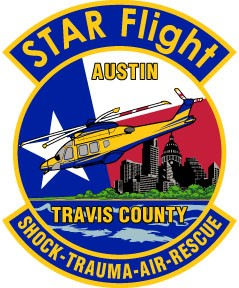 STAR Flight
AUSTIN
TRAVIS COUNTY
SHOCK-TRAUMA-AIR-RESCUE